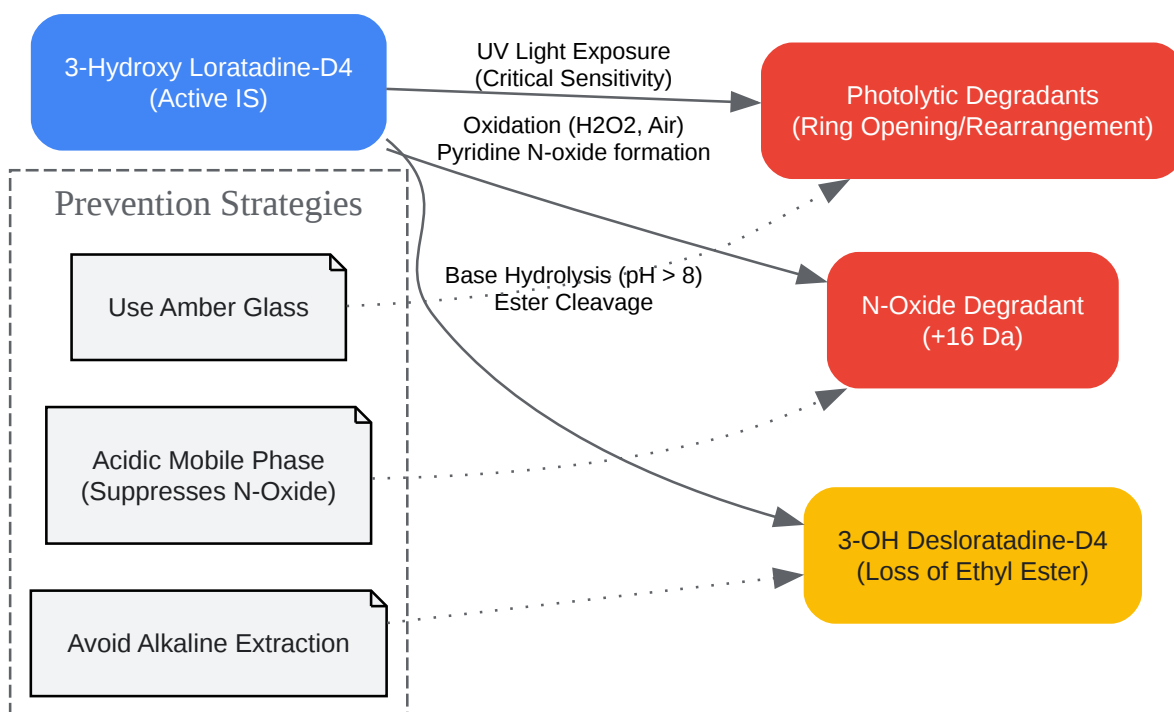 3-Hydroxy Loratadine-D4
(Active IS)
UV Light Exposure
(Critical Sensitivity)
Photolytic Degradants
(Ring Opening/Rearrangement)
Oxidation (H2O2, Air)
Pyridine N-oxide formation
Prevention Strategies
Use Amber Glass
Base Hydrolysis (pH > 8)
Ester Cleavage
N-Oxide Degradant
(+16 Da)
Acidic Mobile Phase
(Suppresses N-Oxide)
3-OH Desloratadine-D4
(Loss of Ethyl Ester)
Avoid Alkaline Extraction